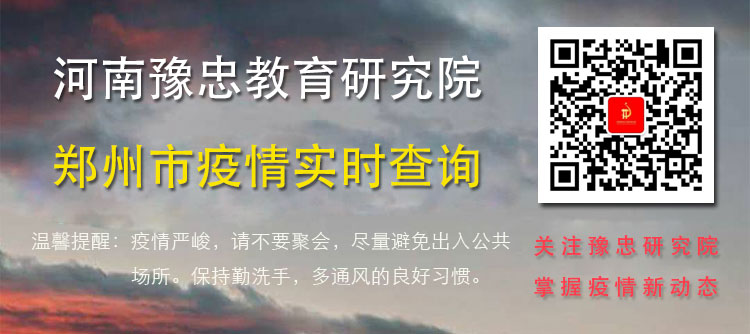 河南豫忠教育研究院
郑州市疫情实时查询
温馨提醒：疫情严峻，请不要聚会，尽量避免出入公共
场所。保持勤洗手，多通风的良好习惯。
关注豫忠研究院
掌握疫情新动态